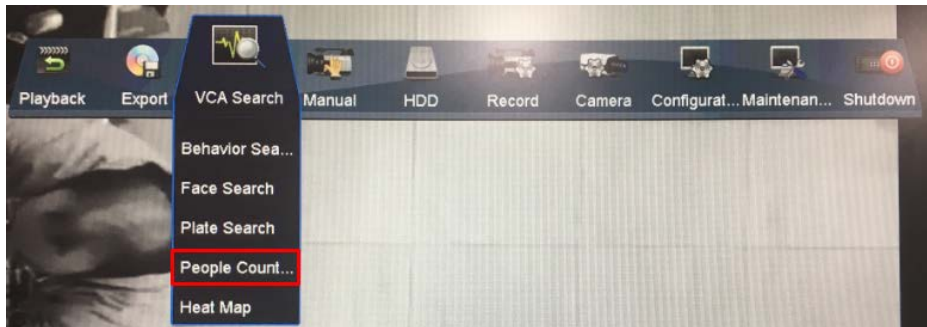 Playback
Export
VCA Search
Manual
HDD
Record
Camera
Configurat...
Maintenan...
Shutdown
Behavior Sea...
Face Search
Plate Search
People Count...
Heat Map